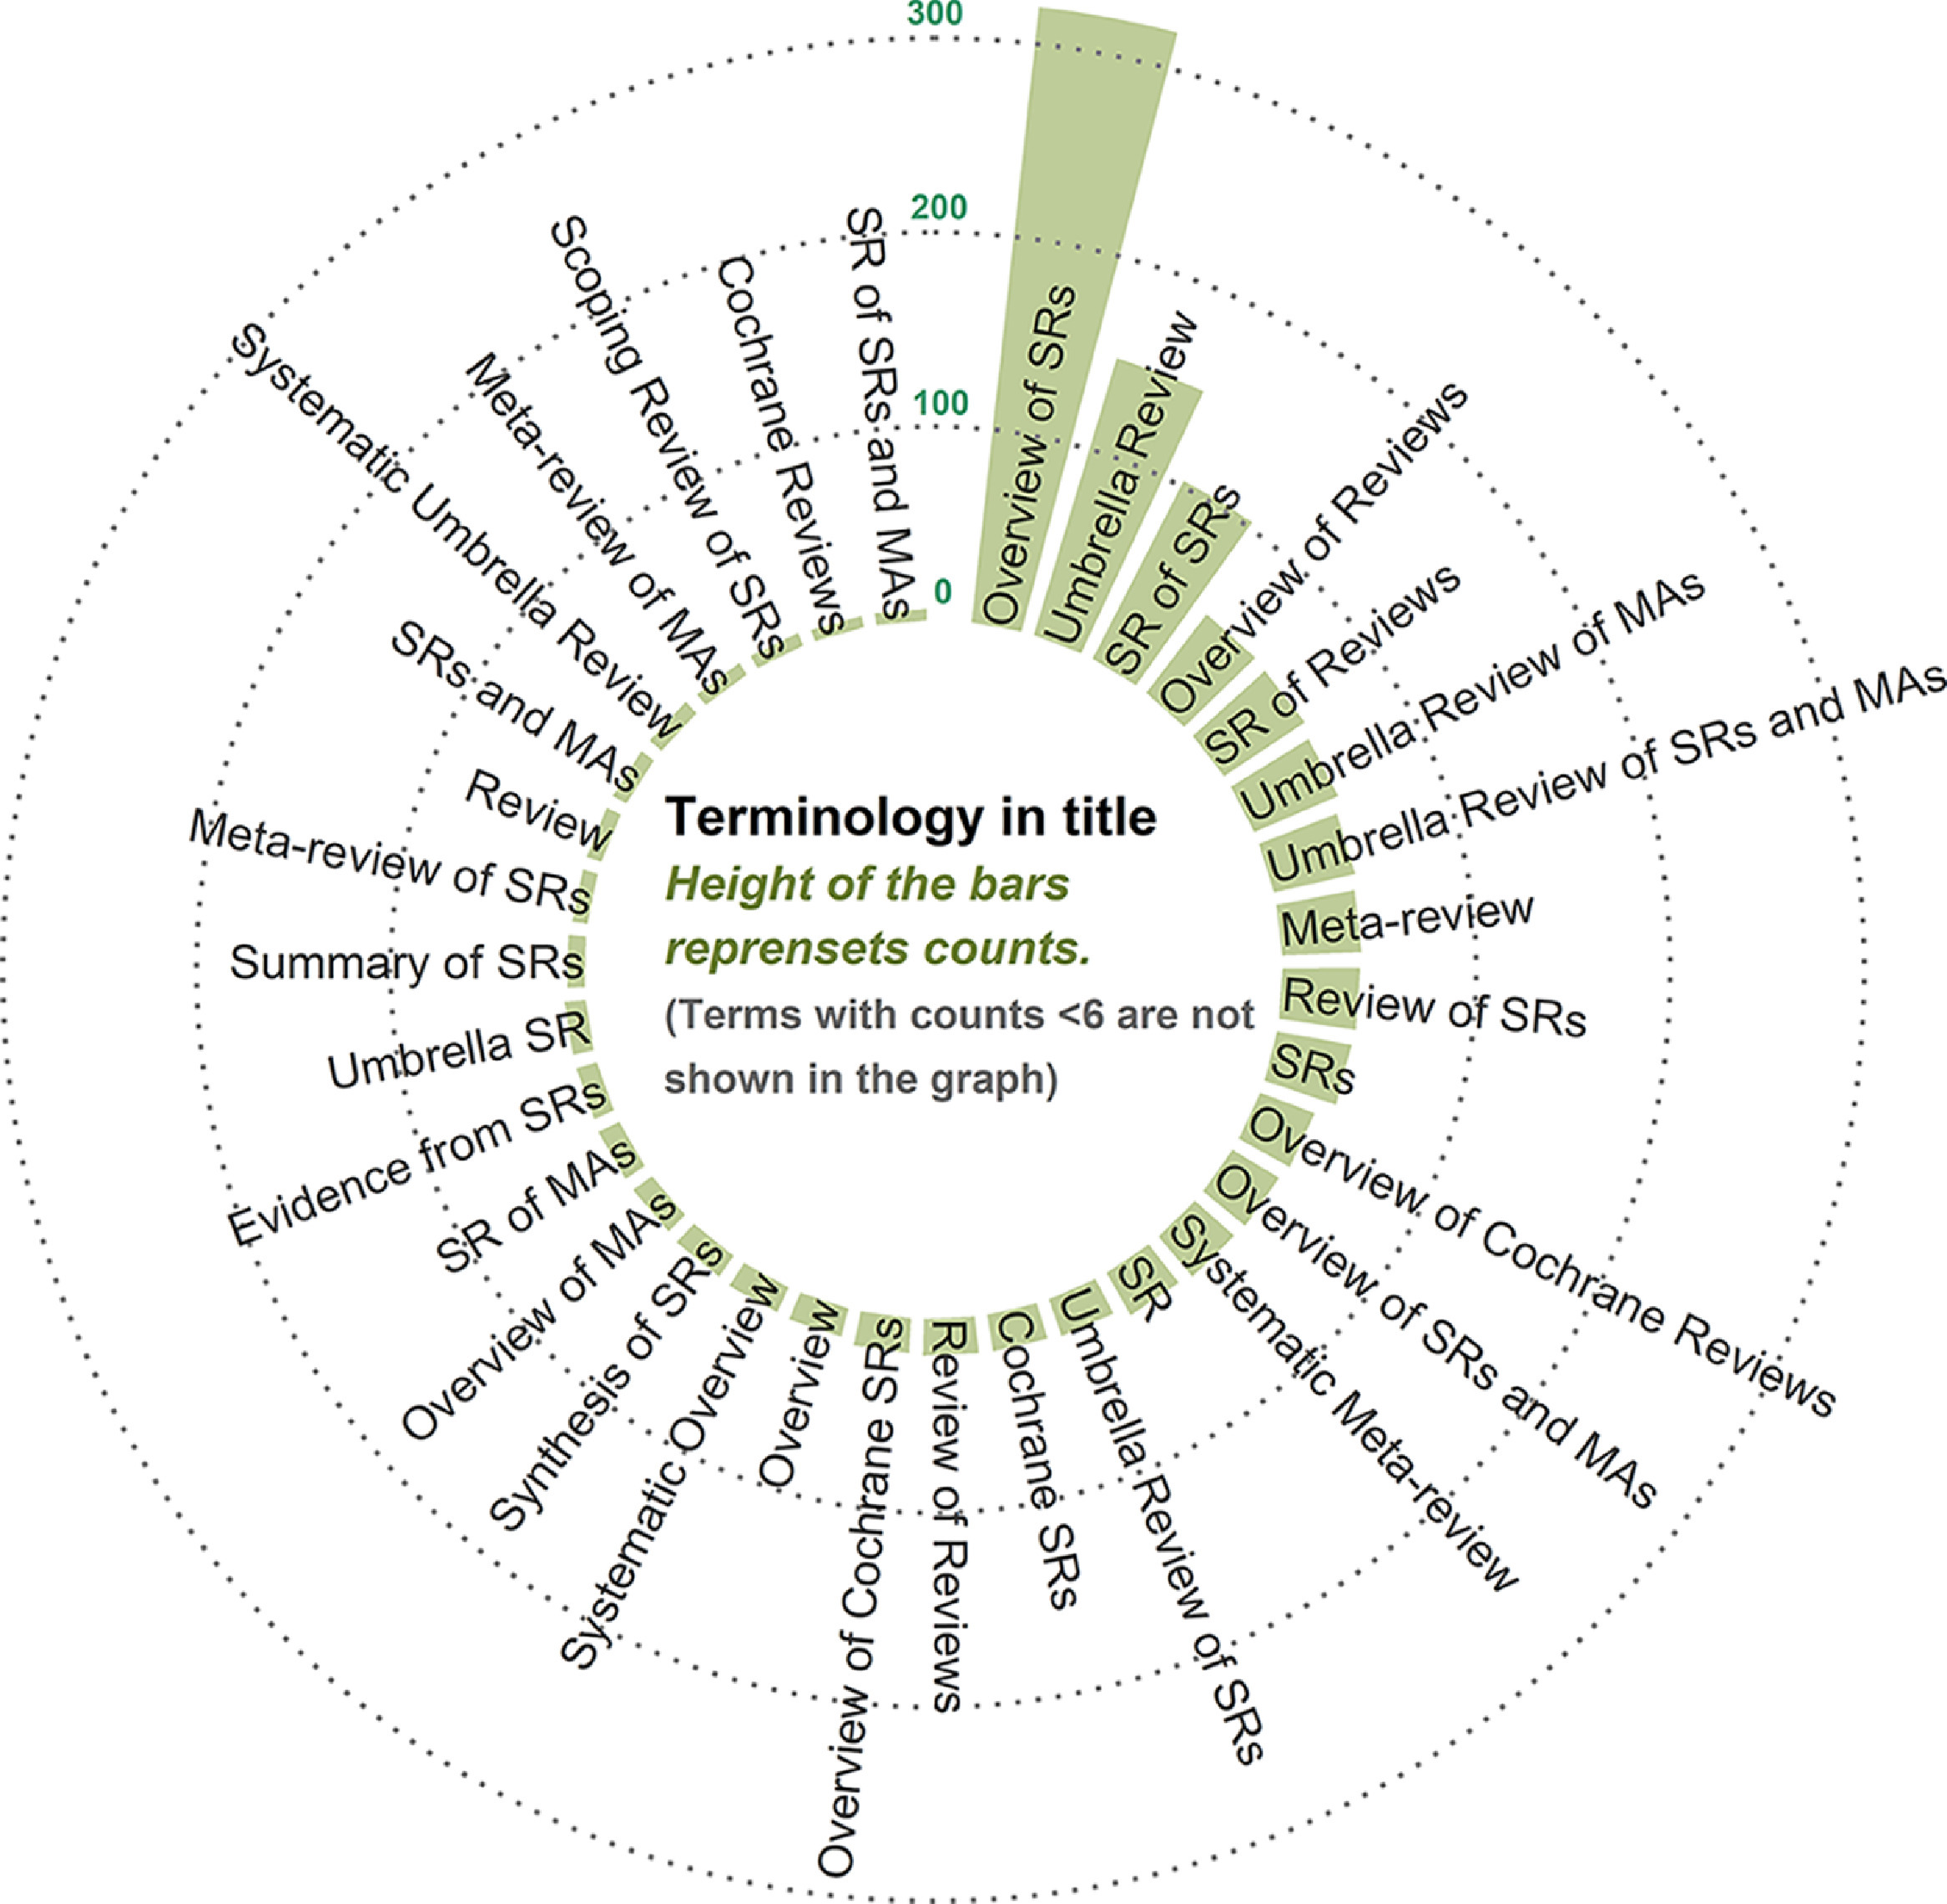 300
200
100
0
Overview of SRs
Umbrella Review
SR of SRs
Overview of Reviews
SR of Reviews
Umbrella Review of MAs
Umbrella Review of SRs and MAs
Meta-review
Review of SRs
SRs
Overview of Cochrane Reviews
Overview of SRs and MAs
Systematic Meta-review
SR
Umbrella Review of SRs
Cochrane SRs
Review of Reviews
Overview of Cochrane SRs
Overview
Systematic Overview
Synthesis of SRs
Overview of MAs
SR of MAs
Evidence from SRs
Umbrella SR
Summary of SRs
Meta-review of SRs
Review
SRs and MAs
Systematic Umbrella Review
Meta-review of MAs
Scoping Review of SRs
Cochrane Reviews
SR of SRs and MAs
Terminology in title
Height of the bars
reprensets counts.
(Terms with counts <6 are not
shown in the graph)